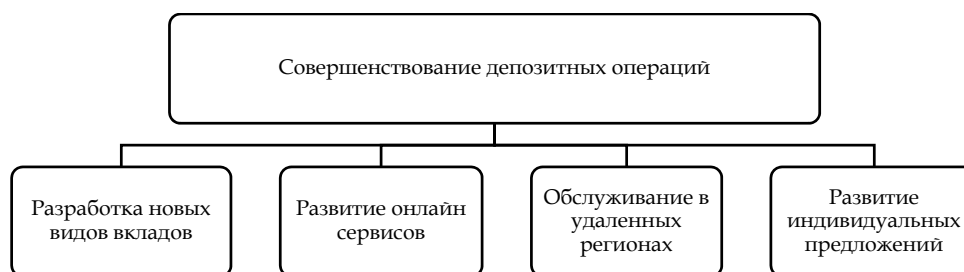 Совершенствование депозитных операций
Разработка новых
видов вкладов
Развитие онлайн
сервисов
Обслуживание в
удаленных
регионах
Развитие
индивидуальных
предложений